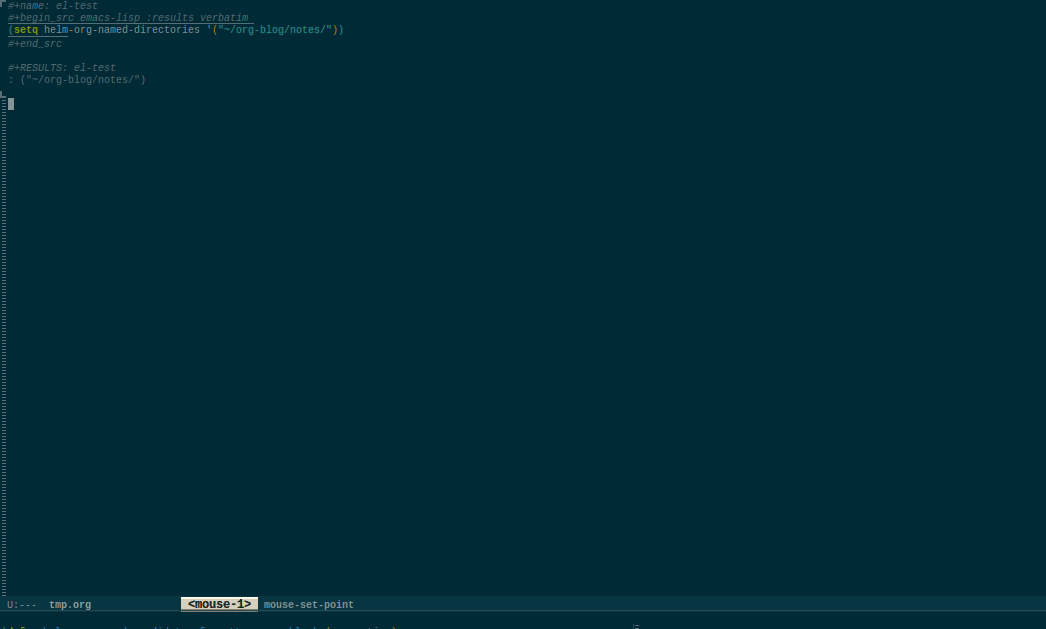 #+name: el-test
#+begin_src emacs-lisp :results verbatim
(setq helm-org-named-directories '("~/org-blog/notes/"))
#+end_src
#+RESULTS: el-test
: ("~/org-blog/notes/")
U:--- tmp.org <mouse-1> mouse-set-point